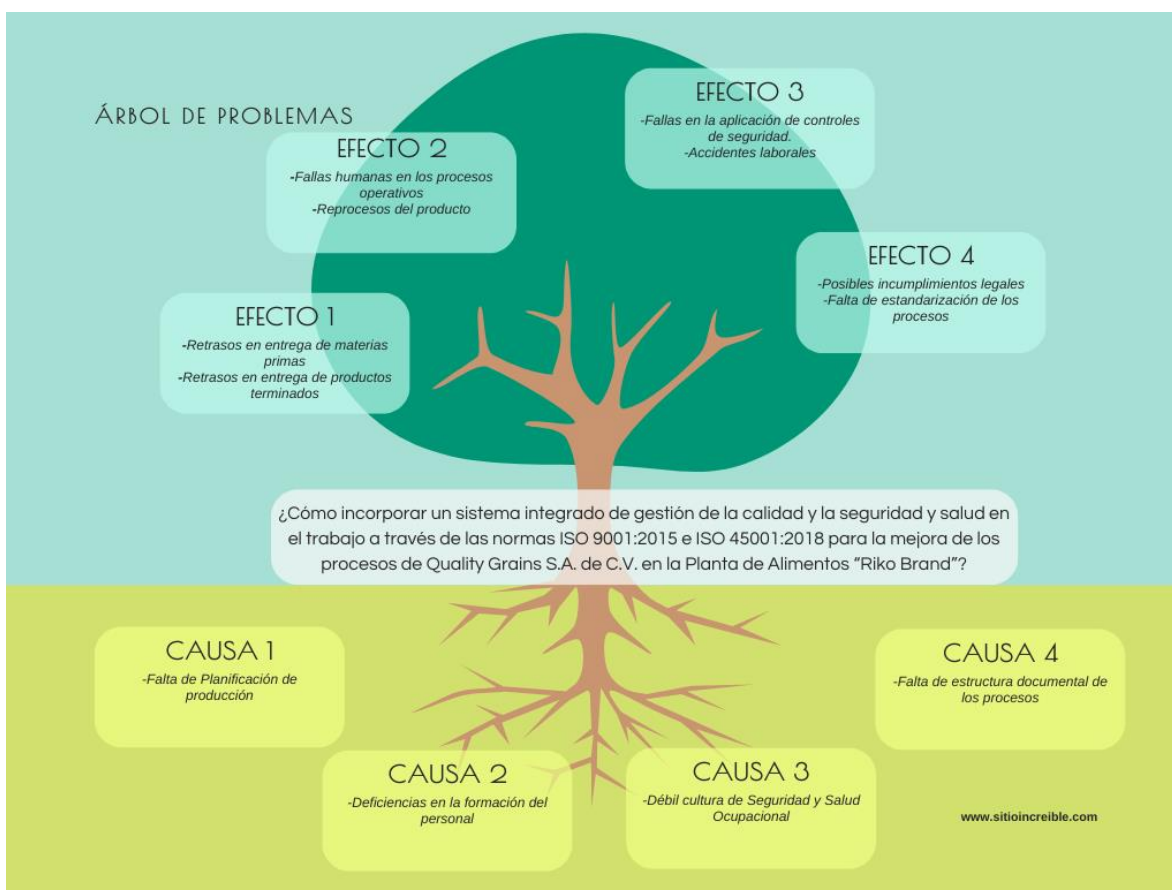 ÁRBOL DE PROBLEMAS
EFECTO 3
-Fallas en la aplicación de controles
de seguridad.
-Accidentes laborales
EFECTO 2
-Fallas humanas en los procesos
operativos
-Reprocesos del producto
EFECTO 4
-Posibles incumplimientos legales
-Falta de estandarización de los
procesos
EFECTO 1
-Retrasos en entrega de materias
primas
-Retrasos en entrega de productos
terminados
¿Cómo incorporar un sistema integrado de gestión de la calidad y la seguridad y salud en
el trabajo a través de las normas ISO 9001:2015 e ISO 45001:2018 para la mejora de los
procesos de Quality Grains S.A. de C.V. en la Planta de Alimentos "Riko Brand"?
CAUSA 1
-Falta de Planificación de
producción
CAUSA 4
-Falta de estructura documental de
los procesos
CAUSA 2
-Deficiencias en la formación del
personal
CAUSA 3
-Débil cultura de Seguridad y Salud
Ocupacional
www.sitioincreible.com